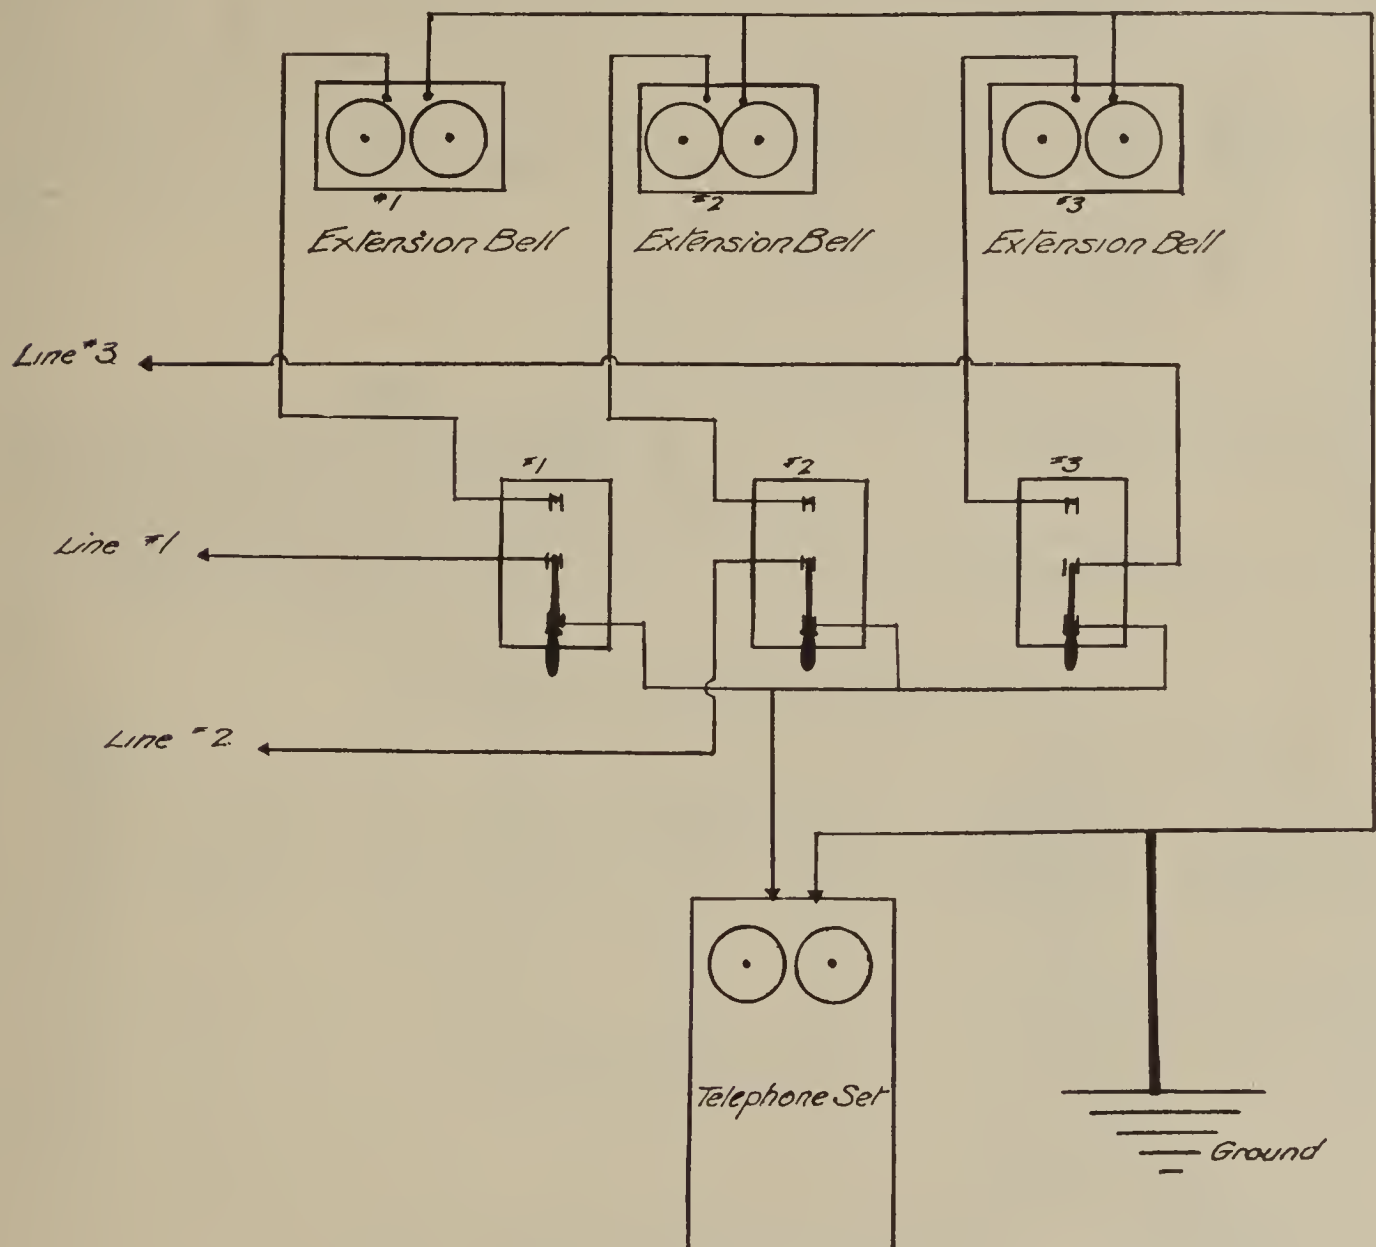 #1
#2
#3
Extension Bell
Extension Bell
Extension Bell
Line #3
#1
#2
#3
Line #1
Line #2
Telephone Set
Ground